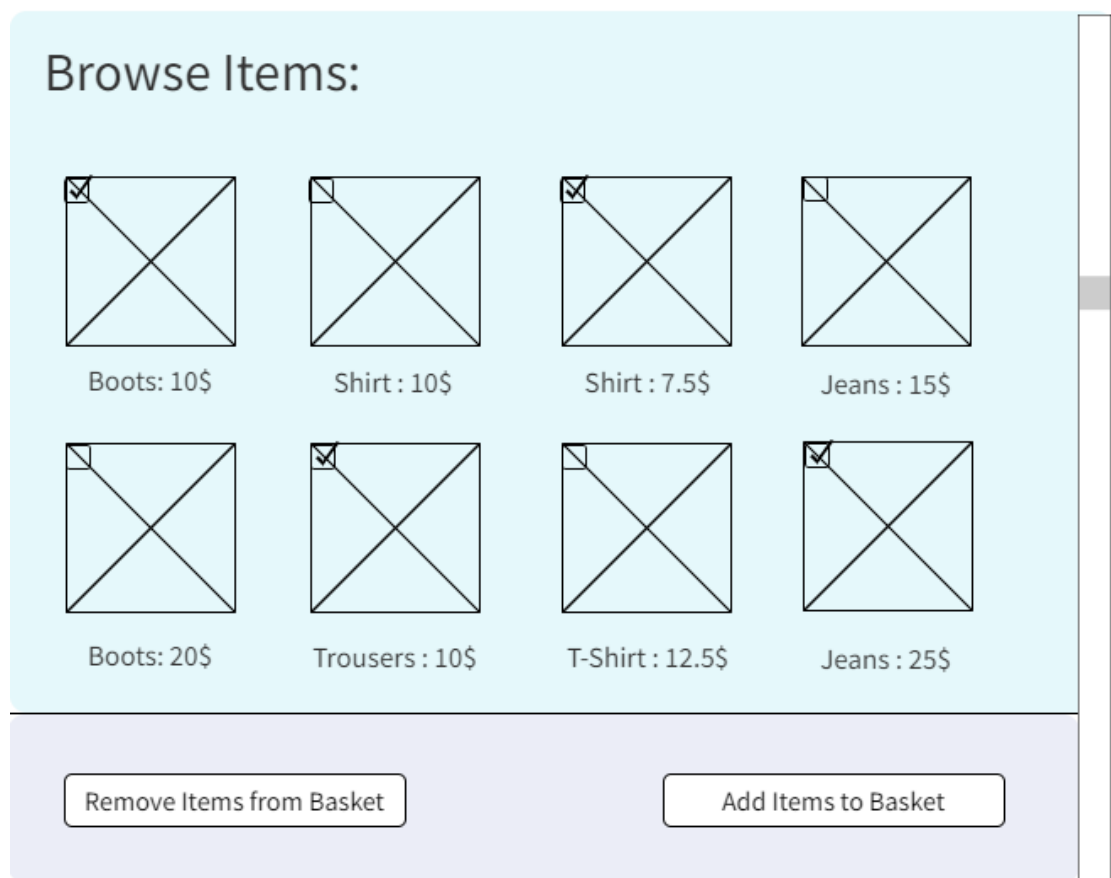 Browse Items:
Boots: 10$
Shirt : 10$
Shirt : 7.5$
Jeans : 15$
Boots: 20$
Trousers : 10$
T-Shirt : 12.5$
Jeans : 25$
Remove Items from Basket
Add Items to Basket